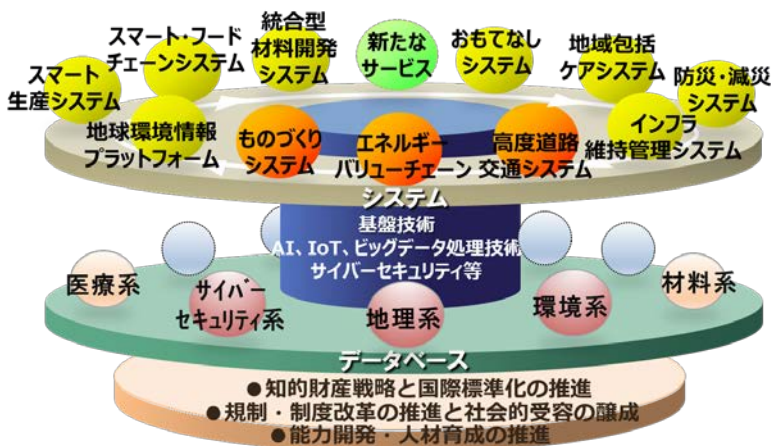 スマート・フード
チェーンシステム
統合型
材料開発
システム
新たな
サービス
おもてなし
システム
地域包括
ケアシステム
スマート
生産システム
防災・減災
システム
地球環境情報
プラットフォーム
ものづくり
システム
エネルギー
バリューチェーン
高度道路
交通システム
インフラ
維持管理システム
システム
基盤技術
AI、IoT、ビッグデータ処理技術
サイバーセキュリティ等
医療系
サイバー
セキュリティ系
地理系
環境系
材料系
データベース
●知的財産戦略と国際標準化の推進
●規制・制度改革の推進と社会的受容の醸成
●能力開発・人材育成の推進